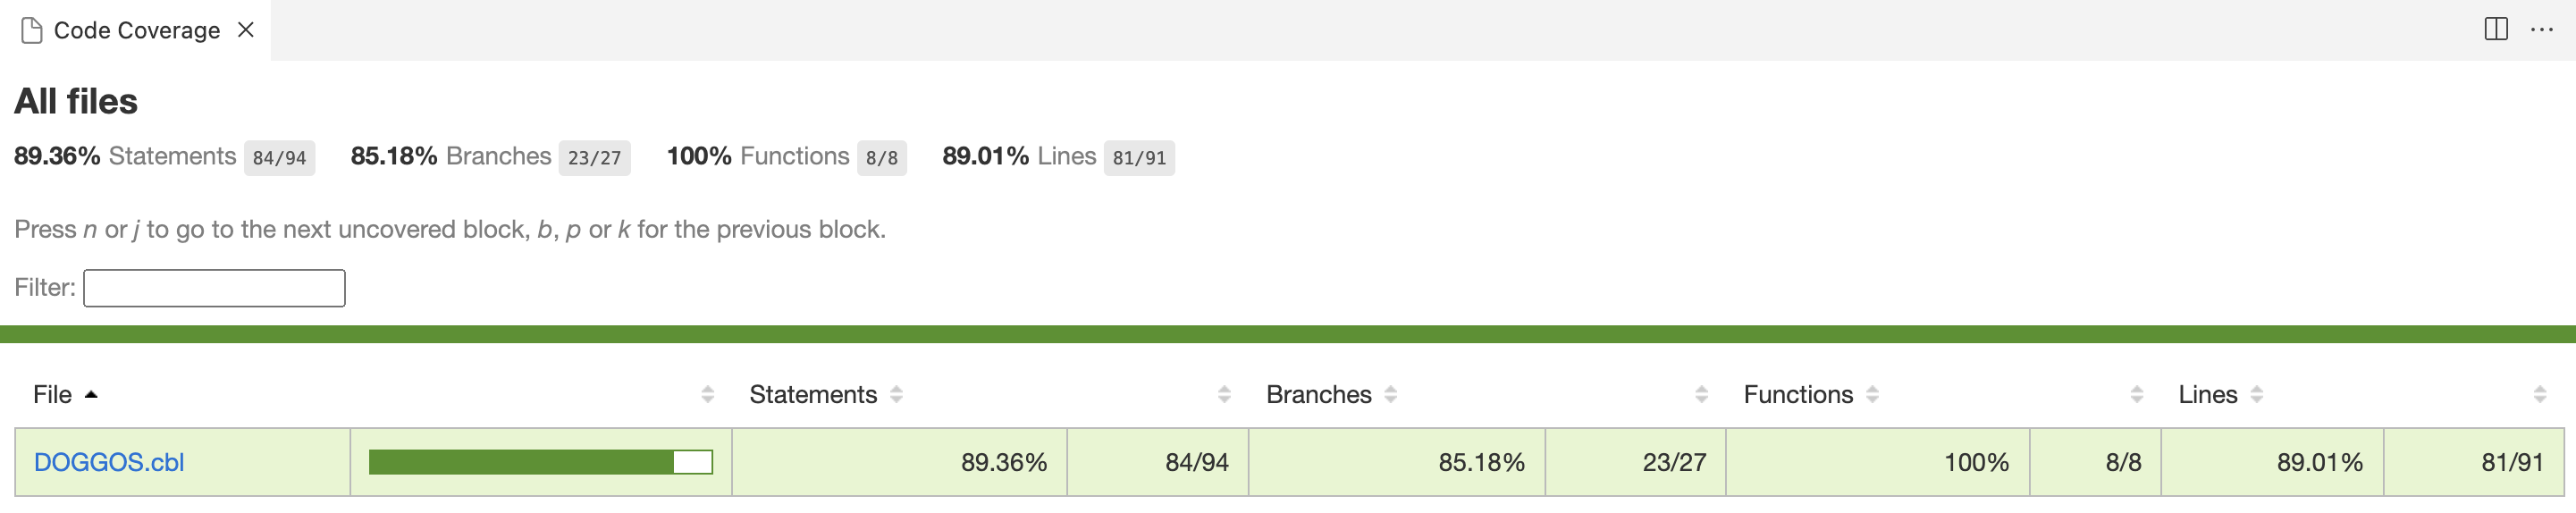 Code Coverage
All files
89.36% Statements 84/94 85.18% Branches 23/27 100% Functions 8/8 89.01% Lines 81/91
Press n or j to go to the next uncovered block, b, p or k for the previous block.
Filter:
File Statements Branches Functions Lines
DOGGOS.cbl 89.36% 84/94 85.18% 23/27 100% 8/8 89.01% 81/91